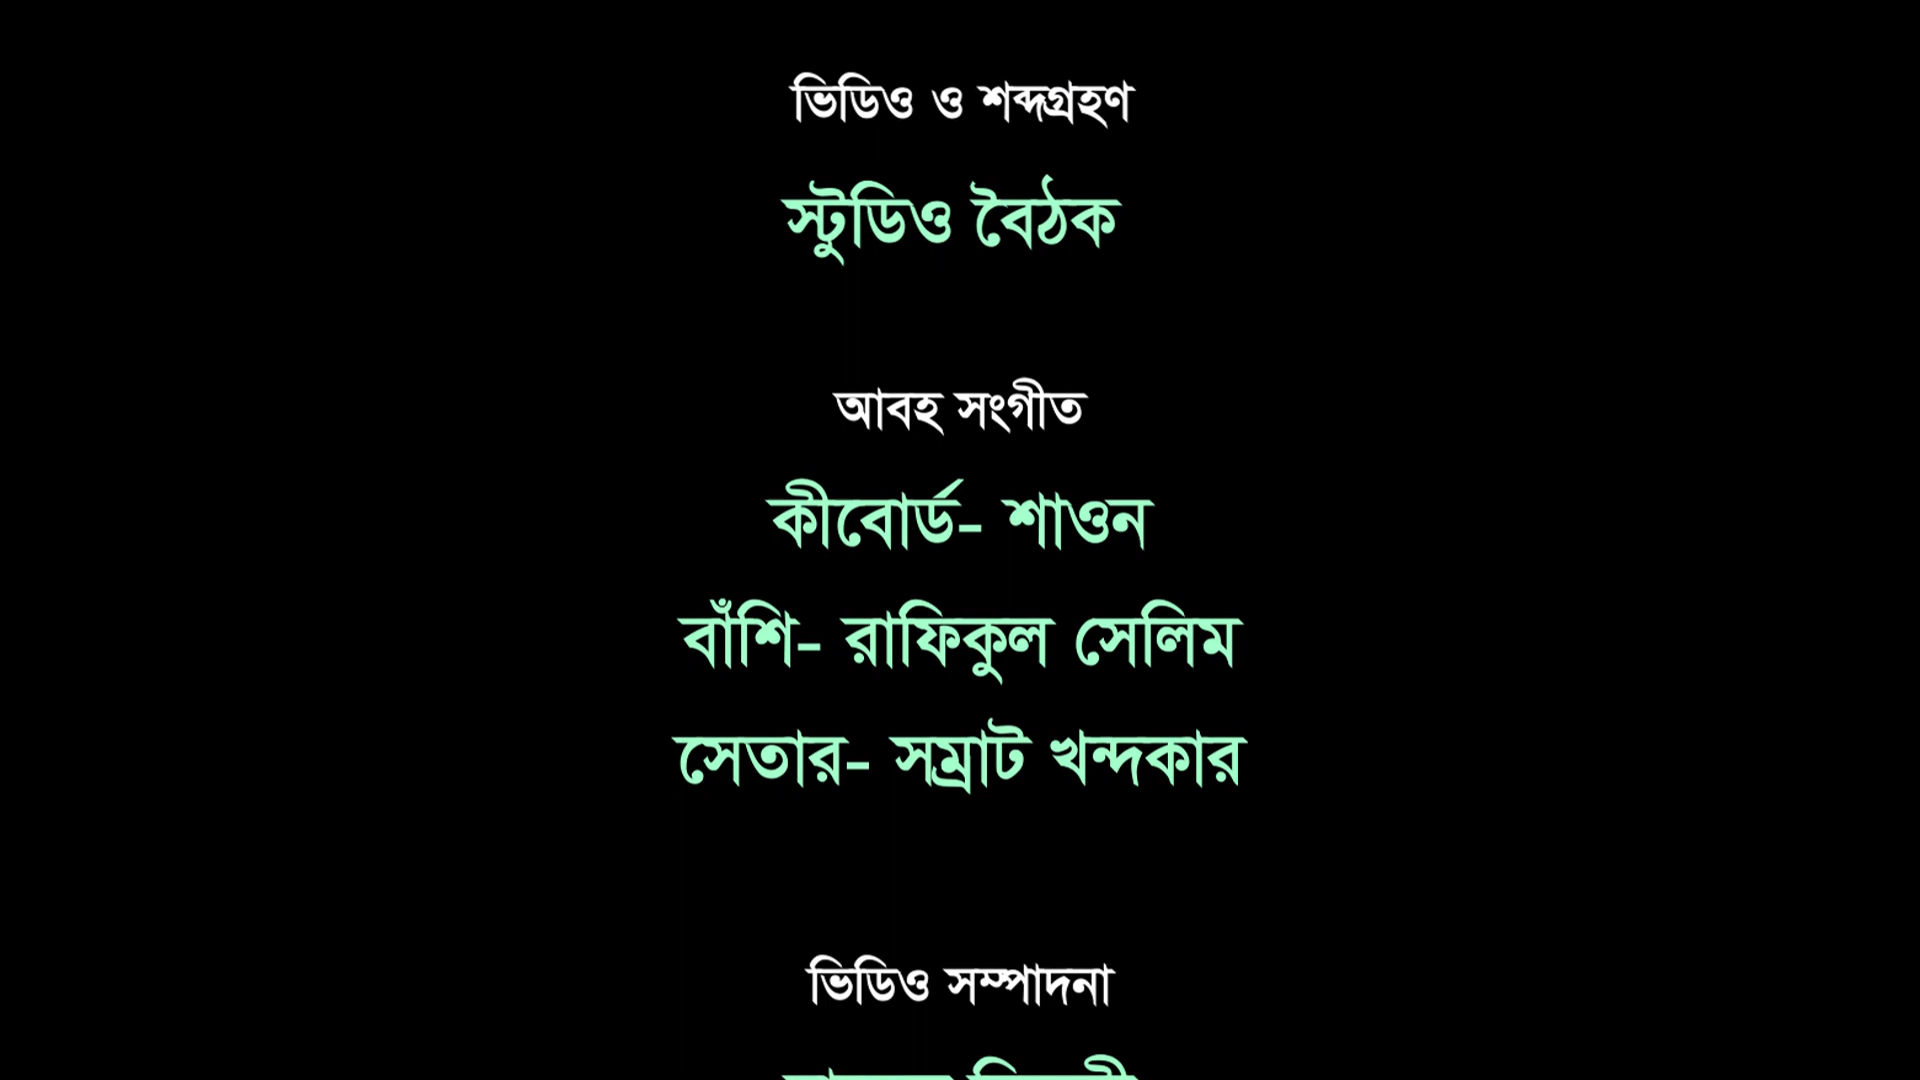 ভিডিও ও শব্দগ্রহণ
স্টুডিও বৈঠক
আবহ সংগীত
কীবোর্ড- শাওন
বাঁশি- রাফিকুল সেলিম
সেতার- সম্রাট খন্দকার
ভিডিও সম্পাদনা